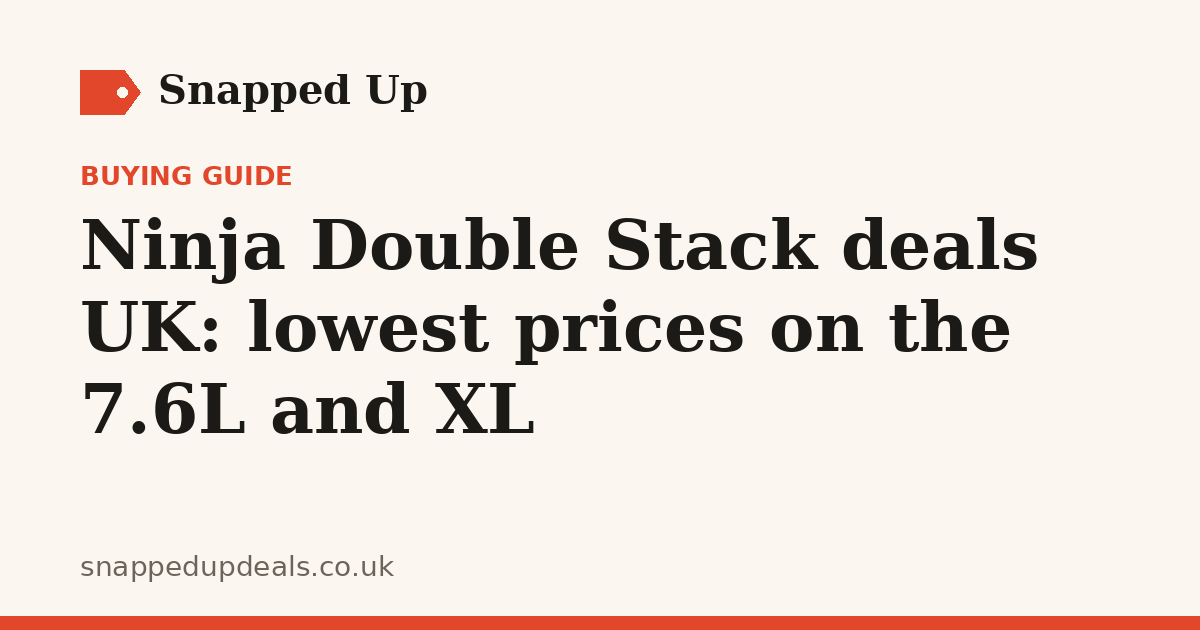 Snapped Up
BUYING GUIDE
Ninja Double Stack deals
UK: lowest prices on the
7.6L and XL
snappedupdeals.co.uk